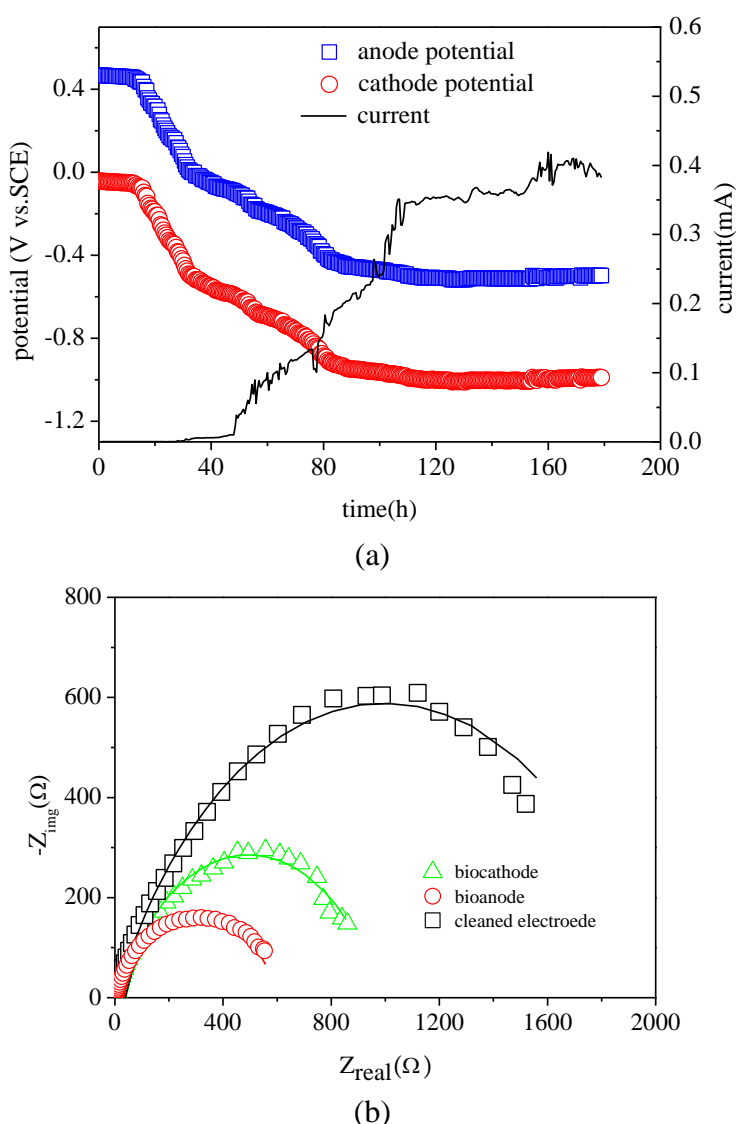 anode potential
cathode potential
current
0.4
0.0
-0.4
-0.8
-1.2
potential (V vs.SCE)
0.6
0.5
0.4
0.3
0.2
0.1
0.0
current(mA)
0 40 80 120 160 200
time(h)
(a)
800
600
400
200
0
-Zimg(Ω)
biocathode
bioanode
cleaned electroede
0 400 800 1200 1600 2000
Zreal(Ω)
(b)